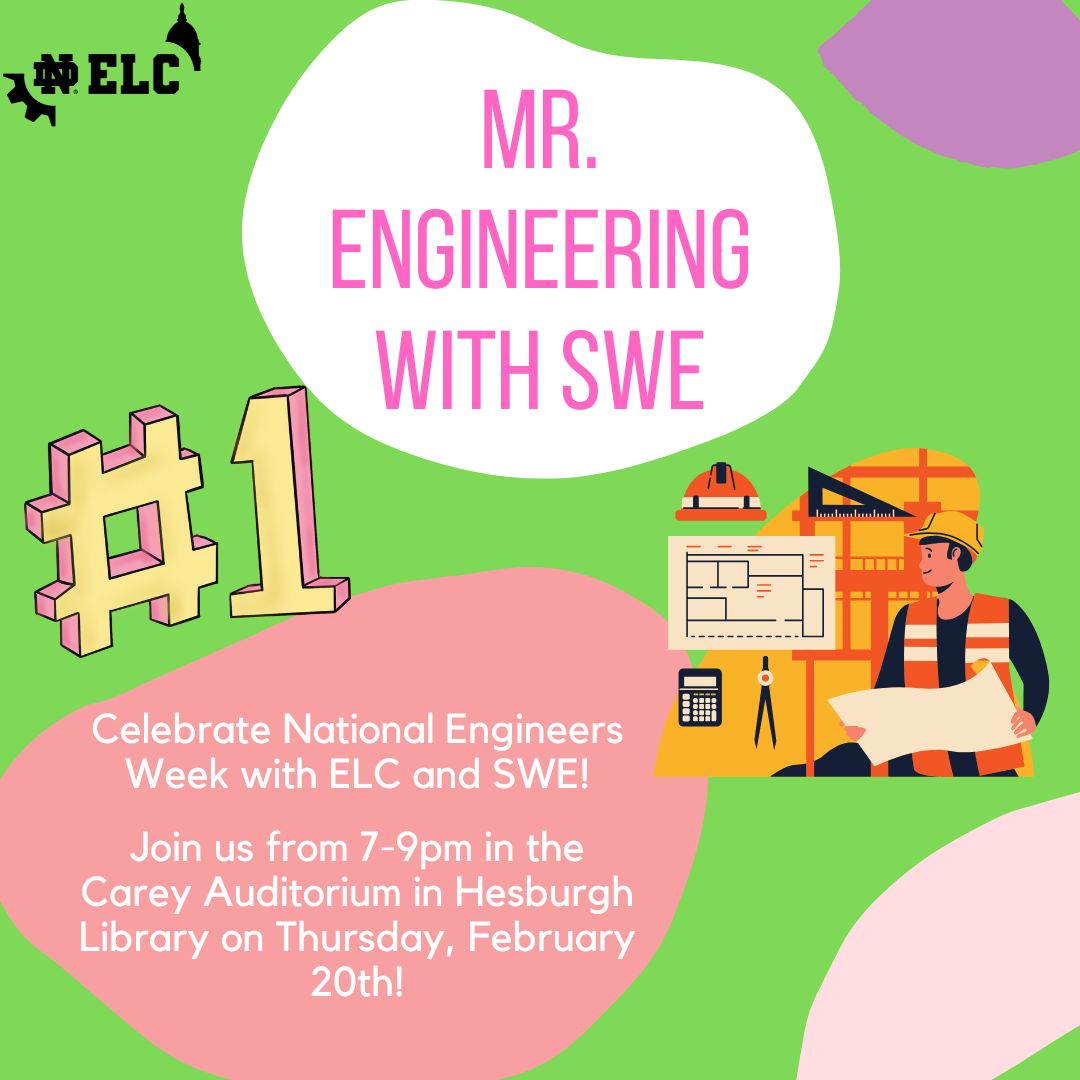 ND ELC
MR.
ENGINEERING
WITH SWE
#1
Celebrate National Engineers
Week with ELC and SWE!
Join us from 7-9pm in the
Carey Auditorium in Hesburgh
Library on Thursday, February
20th!